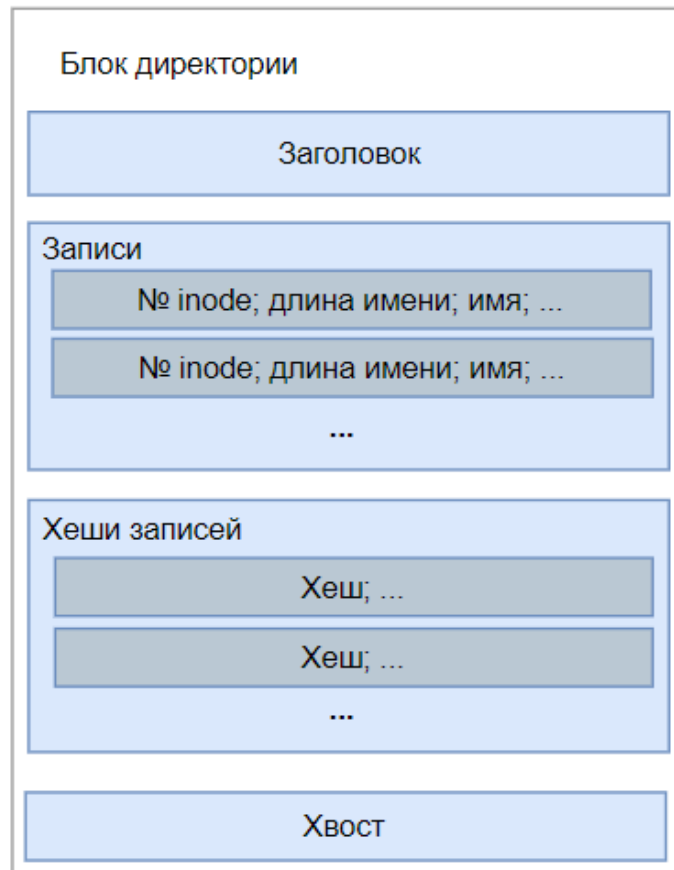 Блок директории
Заголовок
Записи
№ inode; длина имени; имя; ...
№ inode; длина имени; имя; ...
...
Хеши записей
Хеш; ...
Хеш; ...
...
Хвост